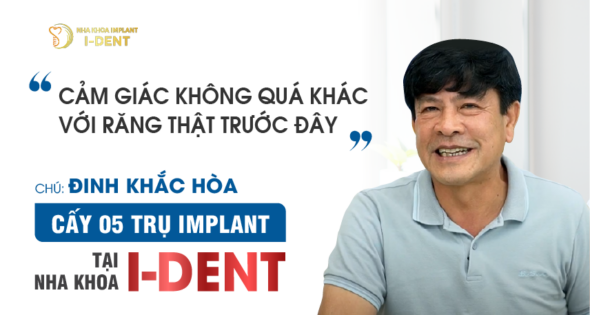 NHA KHOA IMPLANT
I-DENT
“ CẢM GIÁC KHÔNG QUÁ KHÁC
VỚI RĂNG THẬT TRƯỚC ĐÂY ”
CHÚ: ĐINH KHẮC HÒA
CẤY 05 TRỤ IMPLANT
TẠI
NHA KHOA I-DENT